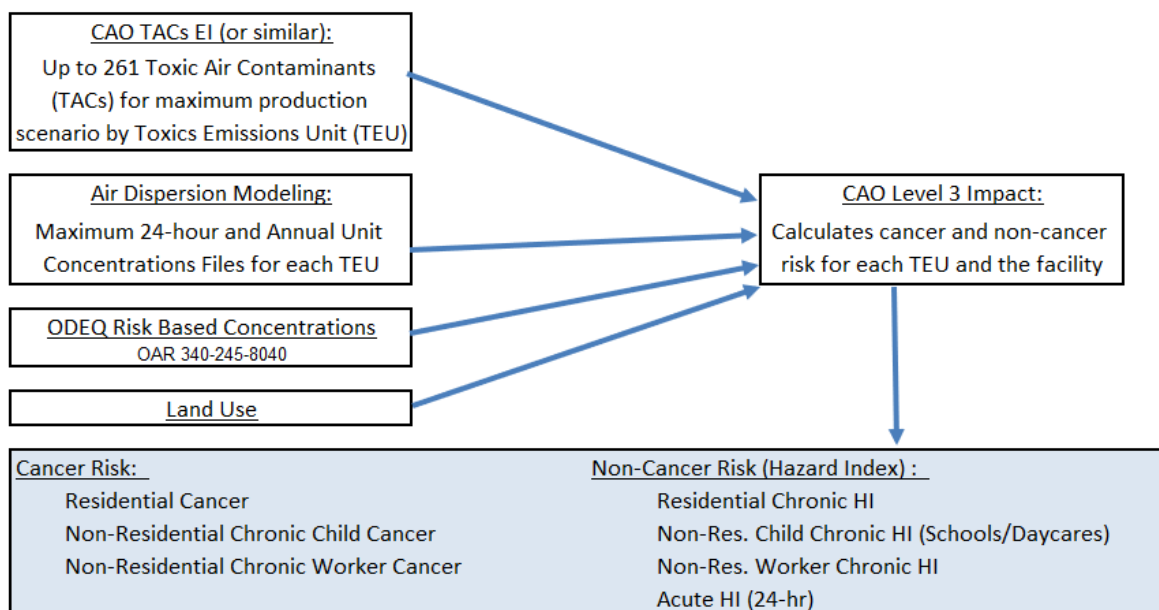 CAO TACs EI (or similar):
Up to 261 Toxic Air Contaminants
(TACs) for maximum production
scenario by Toxics Emissions Unit (TEU)
Air Dispersion Modeling:
Maximum 24-hour and Annual Unit
Concentrations Files for each TEU
ODEQ Risk Based Concentrations
OAR 340-245-8040
Land Use
CAO Level 3 Impact:
Calculates cancer and non-cancer
risk for each TEU and the facility
Cancer Risk:
Residential Cancer
Non-Residential Chronic Child Cancer
Non-Residential Chronic Worker Cancer
Non-Cancer Risk (Hazard Index) :
Residential Chronic HI
Non-Res. Child Chronic HI (Schools/Daycares)
Non-Res. Worker Chronic HI
Acute HI (24-hr)